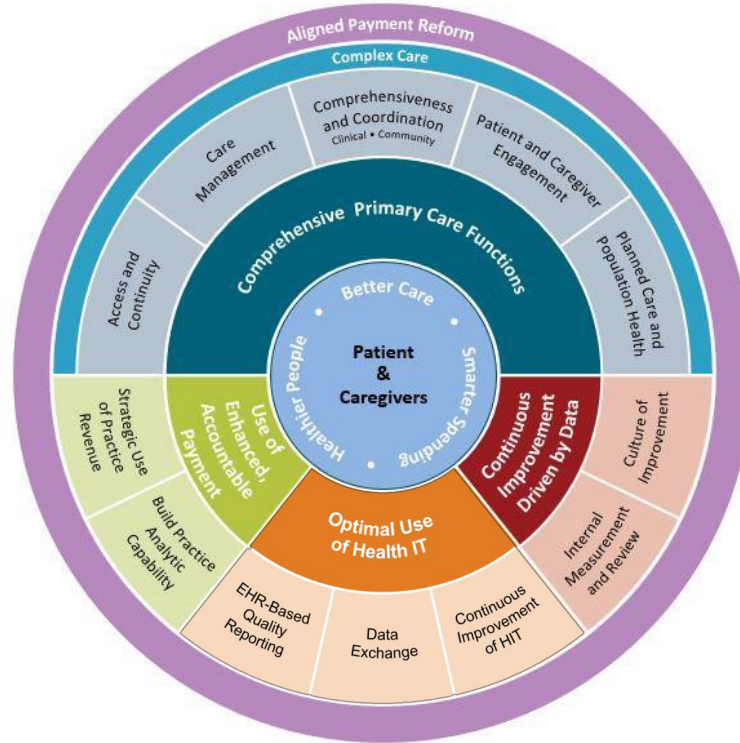 Aligned Payment Reform
Complex Care
Comprehensiveness
and Coordination
Clinical • Community
Care
Management
Patient and Caregiver
Engagement
Access and
Continuity
Planned Care and
Population Health
Comprehensive Primary Care Functions
Better Care
•
•
Healthier People
Smarter Spending
•
Patient
&
Caregivers
Strategic Use
of Practice
Revenue
Use of
Enhanced,
Accountable
Payment
Continuous
Improvement
Driven by Data
Culture of
Improvement
Build Practice
Analytic
Capability
Optimal Use
of Health IT
Internal
Measurement
and Review
EHR-Based
Quality
Reporting
Data
Exchange
Continuous
Improvement
of HIT